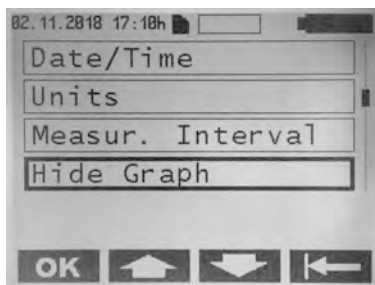 02.11.2018 17:10h
Date/Time
Units
Measur. Interval
Hide Graph
OK